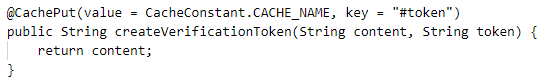 @CachePut(value = CacheConstant.CACHE_NAME, key = "#token")
public String createVerificationToken(String content, String token) {
    return content;
}